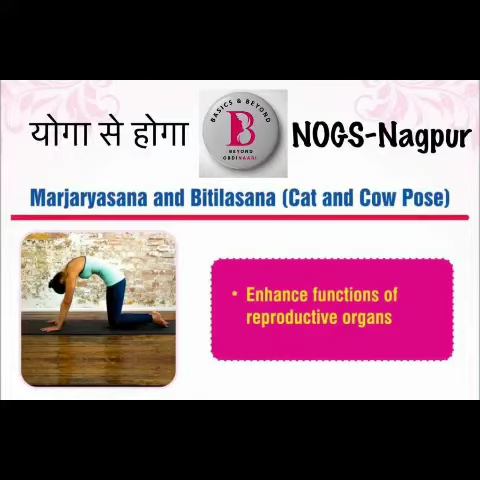 योगा से होगा
BASICS & BEYOND
B
BEYOND
OBDINAARI
NOGS-Nagpur
Marjaryasana and Bitilasana (Cat and Cow Pose)
• Enhance functions of
reproductive organs